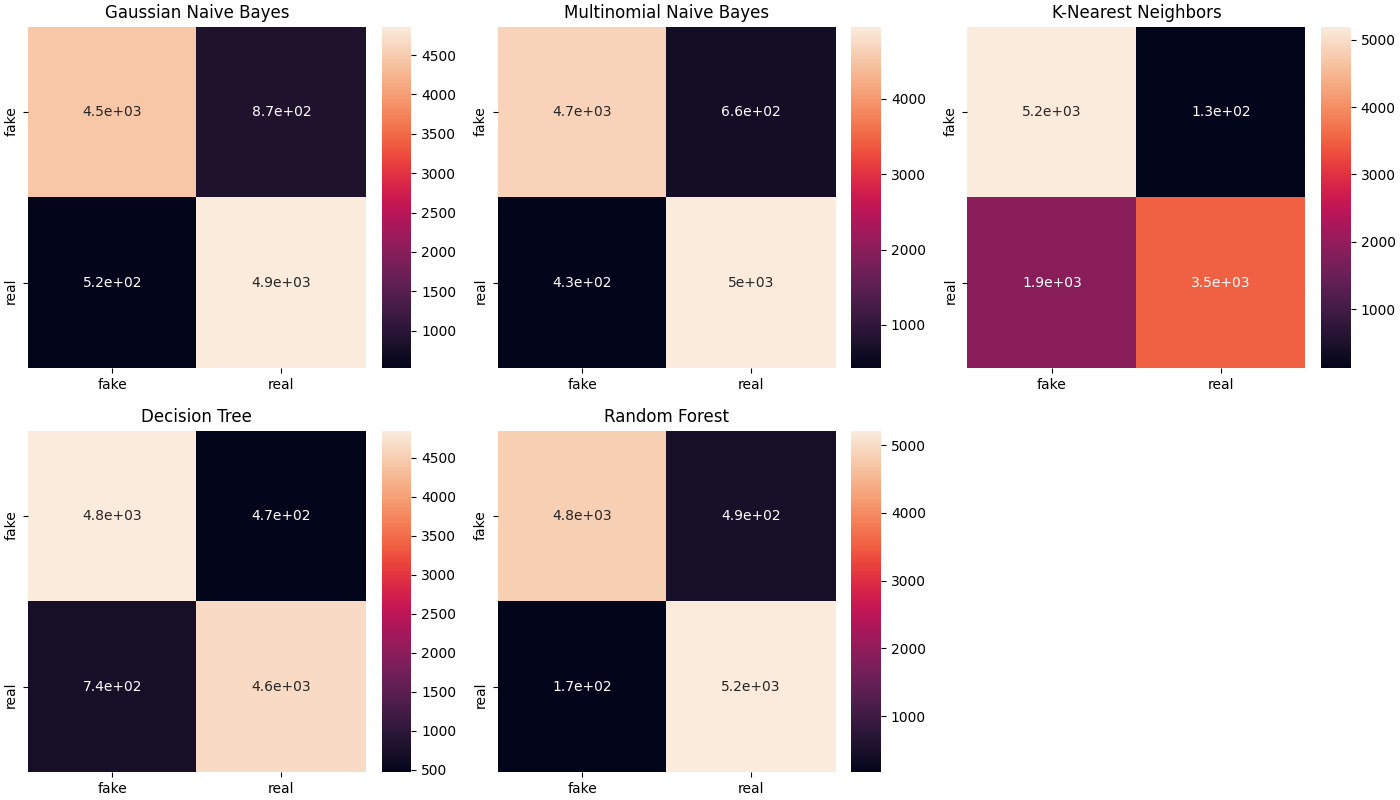 Gaussian Naive Bayes
fake
real
4.5e+03 8.7e+02
5.2e+02 4.9e+03
fake real
4500
4000
3500
3000
2500
2000
1500
1000
Multinomial Naive Bayes
fake
real
4.7e+03 6.6e+02
4.3e+02 5e+03
fake real
4000
3000
2000
1000
K-Nearest Neighbors
fake
real
5.2e+03 1.3e+02
1.9e+03 3.5e+03
fake real
5000
4000
3000
2000
1000
Decision Tree
fake
real
4.8e+03 4.7e+02
7.4e+02 4.6e+03
fake real
4500
4000
3500
3000
2500
2000
1500
1000
500
Random Forest
fake
real
4.8e+03 4.9e+02
1.7e+02 5.2e+03
fake real
5000
4000
3000
2000
1000